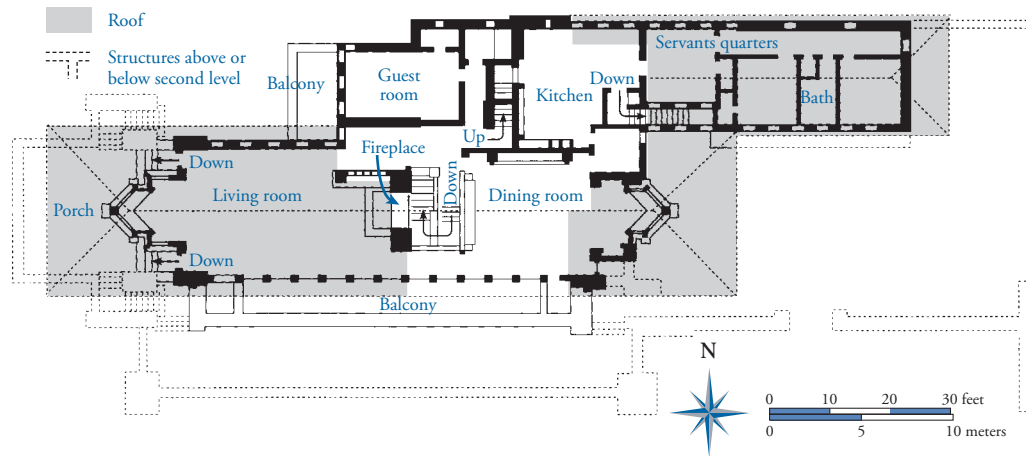 Roof
Structures above or
below second level
Balcony
Guest
room
Kitchen
Down
Servants quarters
Bath
Up
Fireplace
Down
Living room
Down
Dining room
Porch
Down
Balcony
N
0 10 20 30 feet
0 5 10 meters